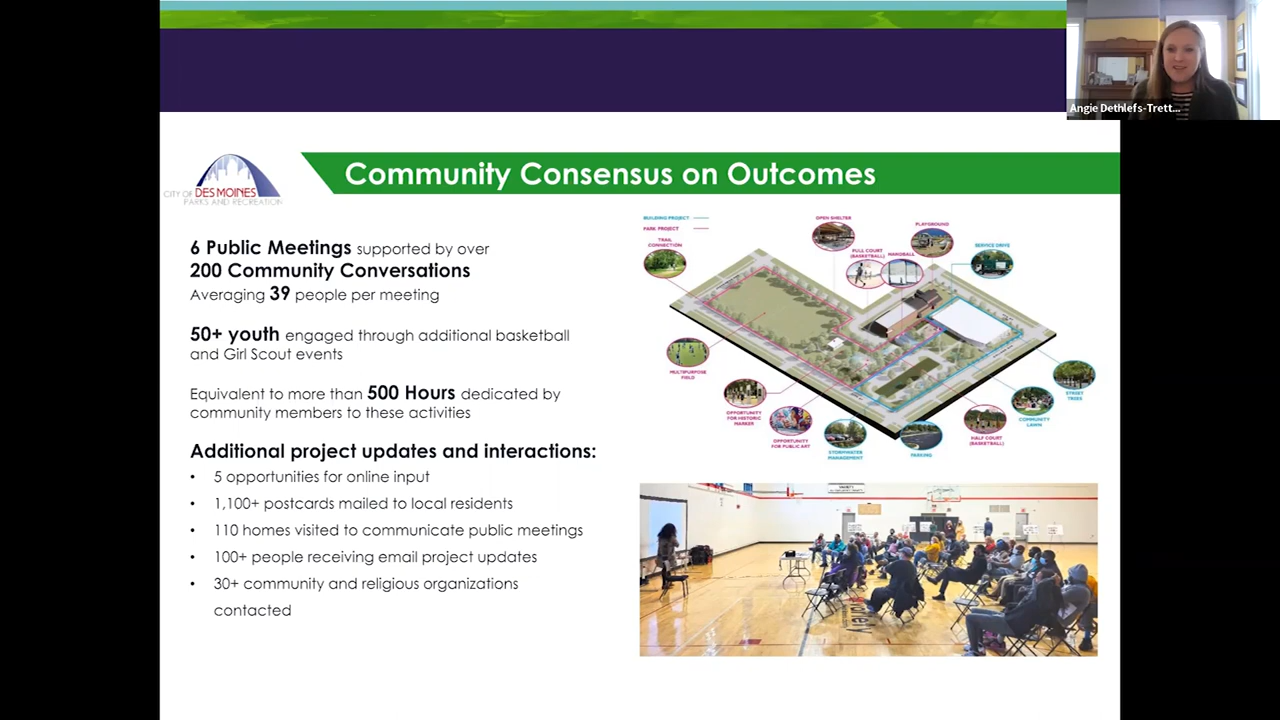 Angie Dethlefs-Trett...
CITY OF DES MOINES
PARKS AND RECREATION
Community Consensus on Outcomes
6 Public Meetings supported by over
200 Community Conversations
Averaging 39 people per meeting
50+ youth engaged through additional basketball
and Girl Scout events
Equivalent to more than 500 Hours dedicated by
community members to these activities
Additional project updates and interactions:
• 5 opportunities for online input
• 1,100+ postcards mailed to local residents
• 110 homes visited to communicate public meetings
• 100+ people receiving email project updates
• 30+ community and religious organizations
contacted
BUILDING PROJECT
PARK PROJECT
TRAIL
CONNECTION
OPEN SHELTER
FULL COURT
(BASKETBALL)
HANDBALL
PLAYGROUND
SERVICE DRIVE
MULTIPURPOSE
FIELD
OPPORTUNITY
FOR HISTORIC
MARKER
OPPORTUNITY
FOR PUBLIC ART
STORMWATER
MANAGEMENT
PARKING
HALF COURT
(BASKETBALL)
COMMUNITY
LAWN
STREET
TREES